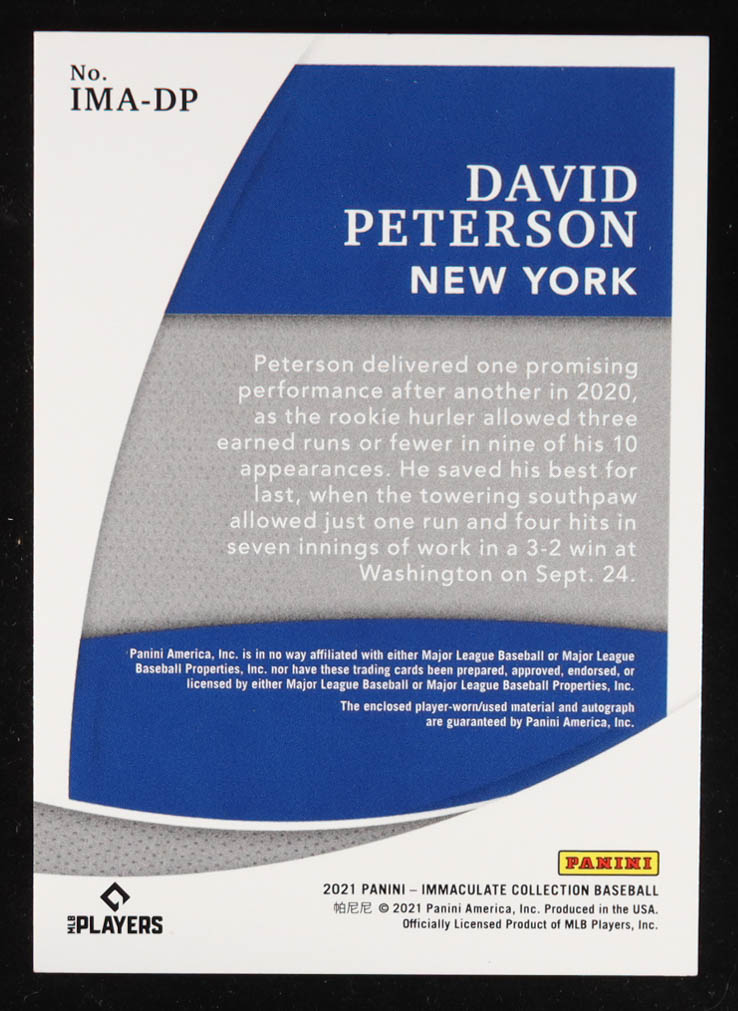 No.
IMA-DP
DAVID
PETERSON
NEW YORK
Peterson delivered one promising
performance after another in 2020,
as the rookie hurler allowed three
earned runs or fewer in nine of his 10
appearances. He saved his best for
last, when the towering southpaw
allowed just one run and four hits in
seven innings of work in a 3-2 win at
Washington on Sept. 24.
Panini America, Inc. is in no way affiliated with either Major League Baseball or Major League
Baseball Properties, Inc. nor have these trading cards been prepared, approved, endorsed, or
licensed by either Major League Baseball or Major League Baseball Properties, Inc.
The enclosed player-worn/used material and autograph
are guaranteed by Panini America, Inc.
PANINI
2021 PANINI – IMMACULATE COLLECTION BASEBALL
帕尼尼 © 2021 Panini America, Inc. Produced in the USA.
Officially Licensed Product of MLB Players, Inc.
MLB PLAYERS